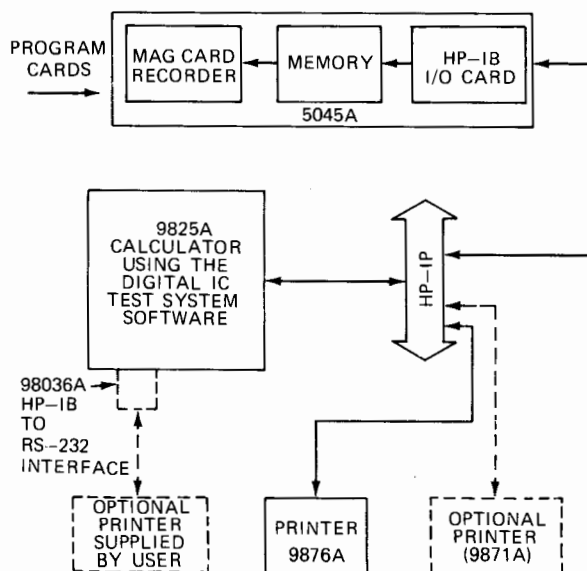 PROGRAM
CARDS
MAG CARD
RECORDER
MEMORY
HP–IB
I/O CARD
5045A
9825A
CALCULATOR
USING THE
DIGITAL IC
TEST SYSTEM
SOFTWARE
HP–IP
98036A
HP–IB
TO
RS–232
INTERFACE
OPTIONAL
PRINTER
SUPPLIED
BY USER
PRINTER
9876A
OPTIONAL
PRINTER
(9871A)